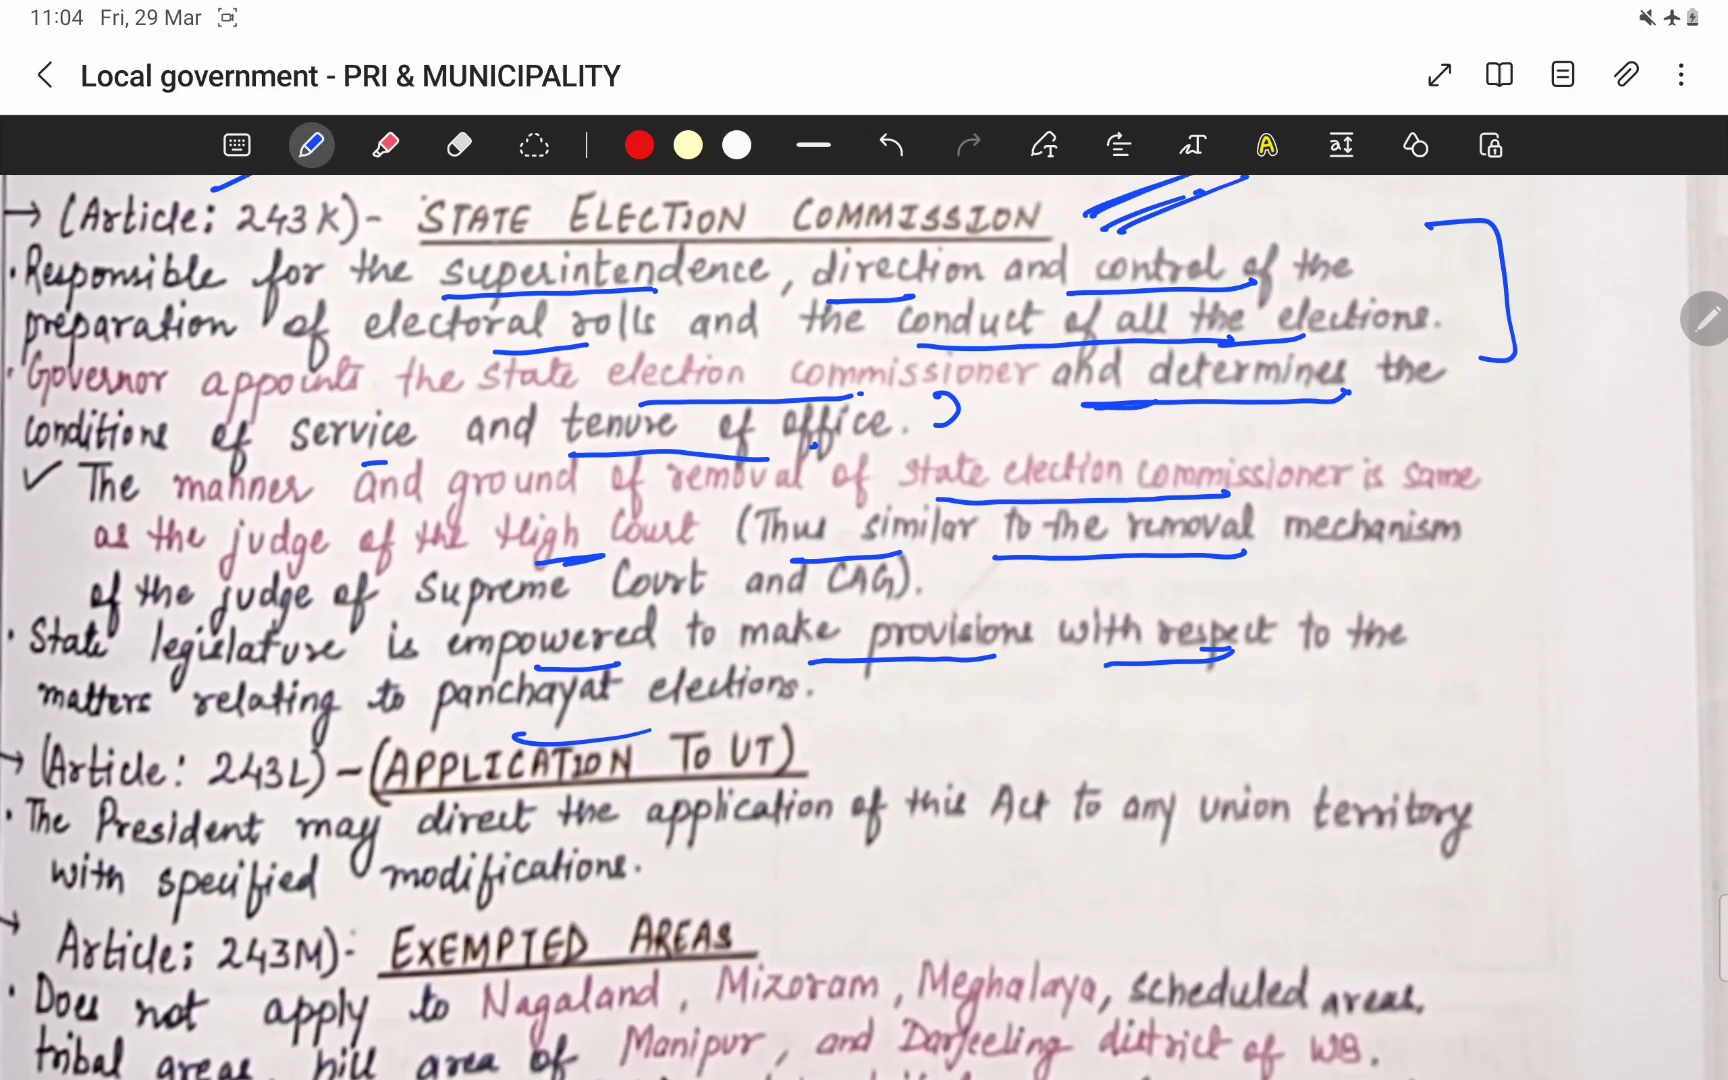 11:04 Fri, 29 Mar
Local government - PRI & MUNICIPALITY
→ (Article: 243K)- STATE ELECTION COMMISSION
• Responsible for the superintendence, direction and control of the
preparation of electoral rolls and the conduct of all the elections.
• Governor appoints the state election commissioner and determines the
conditions of service and tenure of office.
✓ The manner and ground of removal of state election commissioner is same
as the judge of the High Court (Thus similar to the removal mechanism
of the judge of Supreme Court and CAG).
• State legislature is empowered to make provisions with respect to the
matters relating to panchayat elections.
→ (Article: 243L) - (APPLICATION TO UT)
• The President may direct the application of this Act to any union territory
with specified modifications.
→ Article: 243M):- EXEMPTED AREAS
• Does not apply to Nagaland, Mizoram, Meghalaya, scheduled areas,
tribal areas, hill area of Manipur, and Darjeeling district of WB.